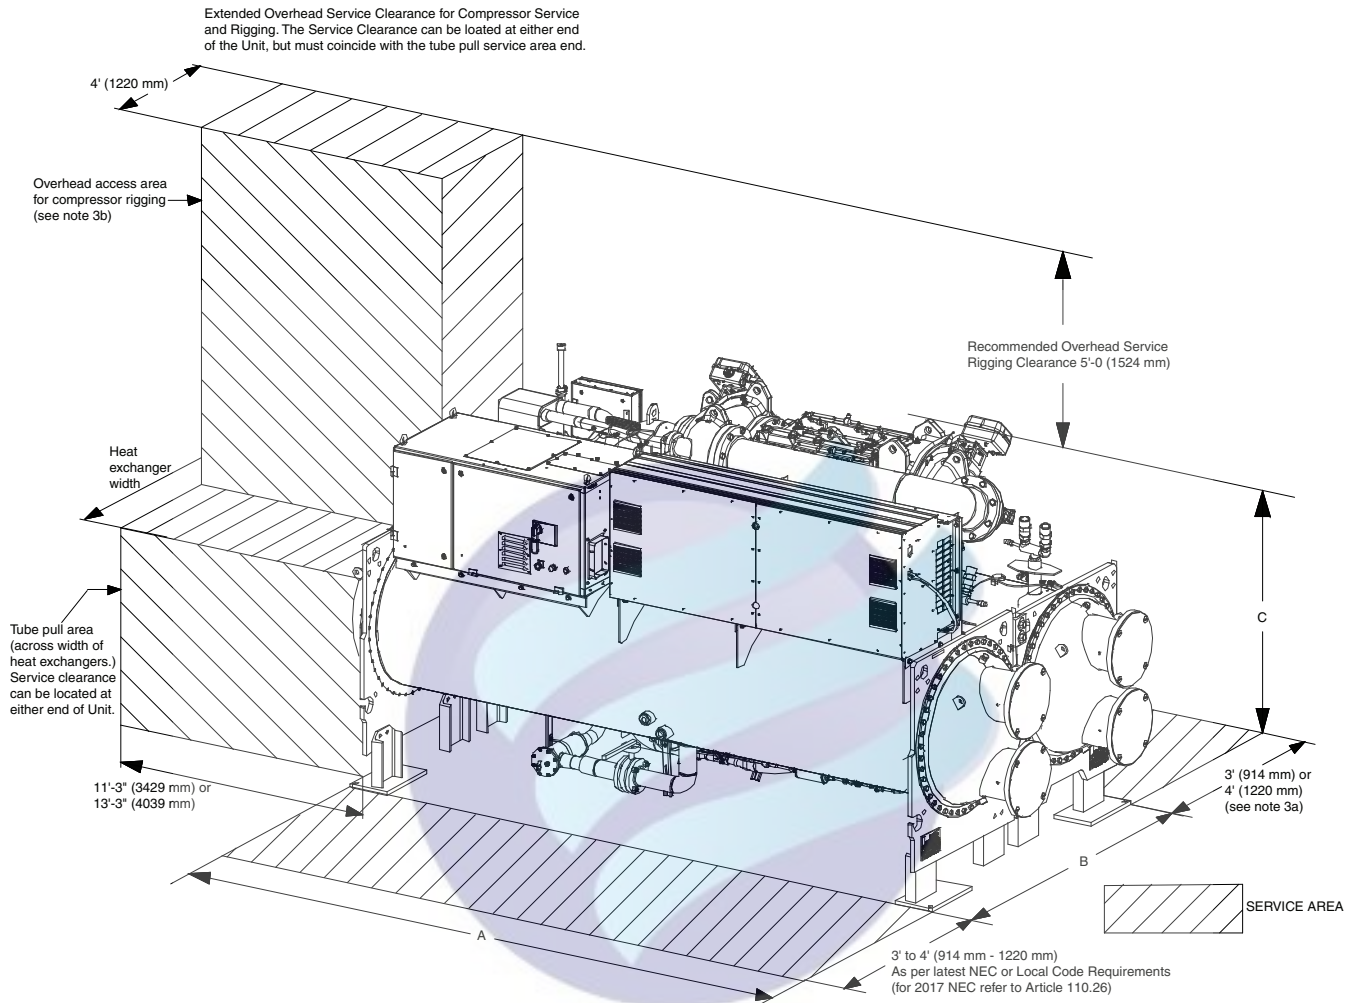 Extended Overhead Service Clearance for Compressor Service
and Rigging. The Service Clearance can be loated at either end
of the Unit, but must coincide with the tube pull service area end.
4' (1220 mm)
Overhead access area
for compressor rigging
(see note 3b)
Recommended Overhead Service
Rigging Clearance 5'-0 (1524 mm)
Heat
exchanger
width
Tube pull area
(across width of
heat exchangers.)
Service clearance
can be located at
either end of Unit.
C
11'-3" (3429 mm) or
13'-3" (4039 mm)
3' (914 mm) or
4' (1220 mm)
(see note 3a)
B
SERVICE AREA
A
3' to 4' (914 mm - 1220 mm)
As per latest NEC or Local Code Requirements
(for 2017 NEC refer to Article 110.26)